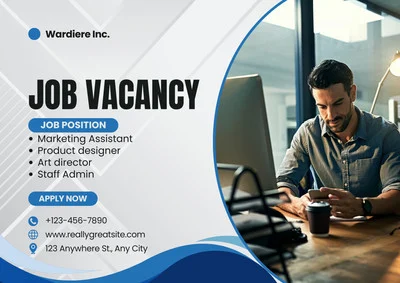 Wardiere Inc.
JOB VACANCY
JOB POSITION
• Marketing Assistant
• Product designer
• Art director
• Staff Admin
APPLY NOW
+123-456-7890
www.reallygreatsite.com
123 Anywhere St., Any City